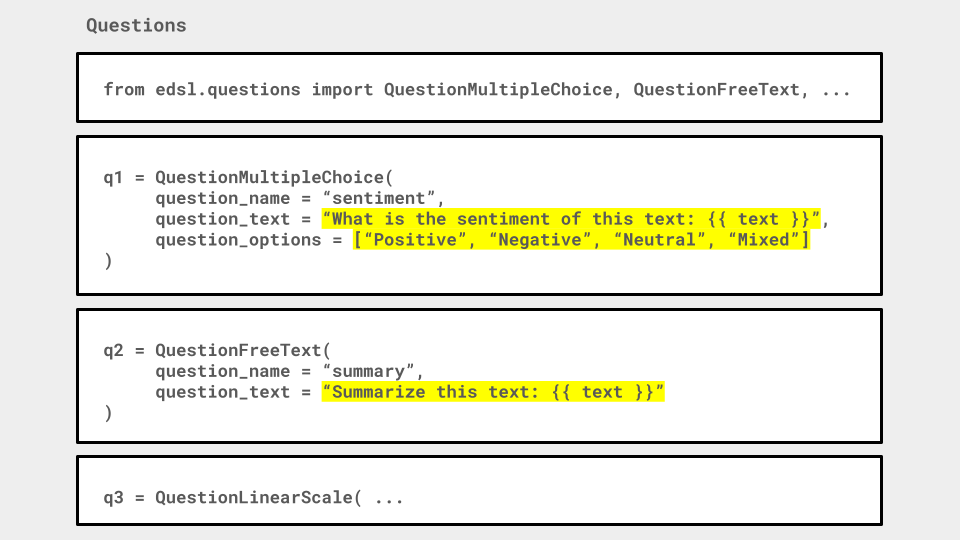 Questions
from edsl.questions import QuestionMultipleChoice, QuestionFreeText, ...
q1 = QuestionMultipleChoice(
question_name = “sentiment”,
question_text = “What is the sentiment of this text: {{ text }}”,
question_options = [“Positive”, “Negative”, “Neutral”, “Mixed”]
)
q2 = QuestionFreeText(
question_name = “summary”,
question_text = “Summarize this text: {{ text }}”
)
q3 = QuestionLinearScale( ...